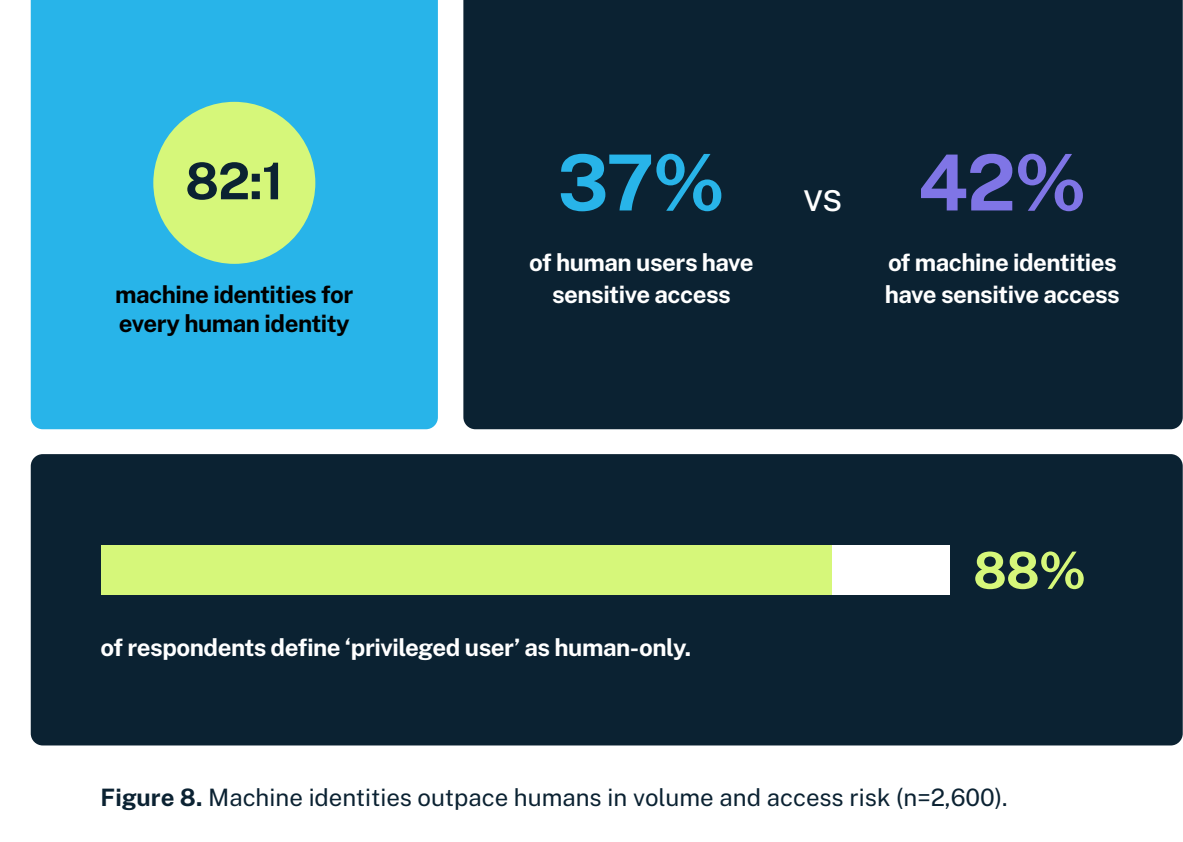 82:1
machine identities for
every human identity
37%
of human users have
sensitive access
vs
42%
of machine identities
have sensitive access
88%
of respondents define ‘privileged user’ as human-only.
Figure 8. Machine identities outpace humans in volume and access risk (n=2,600).